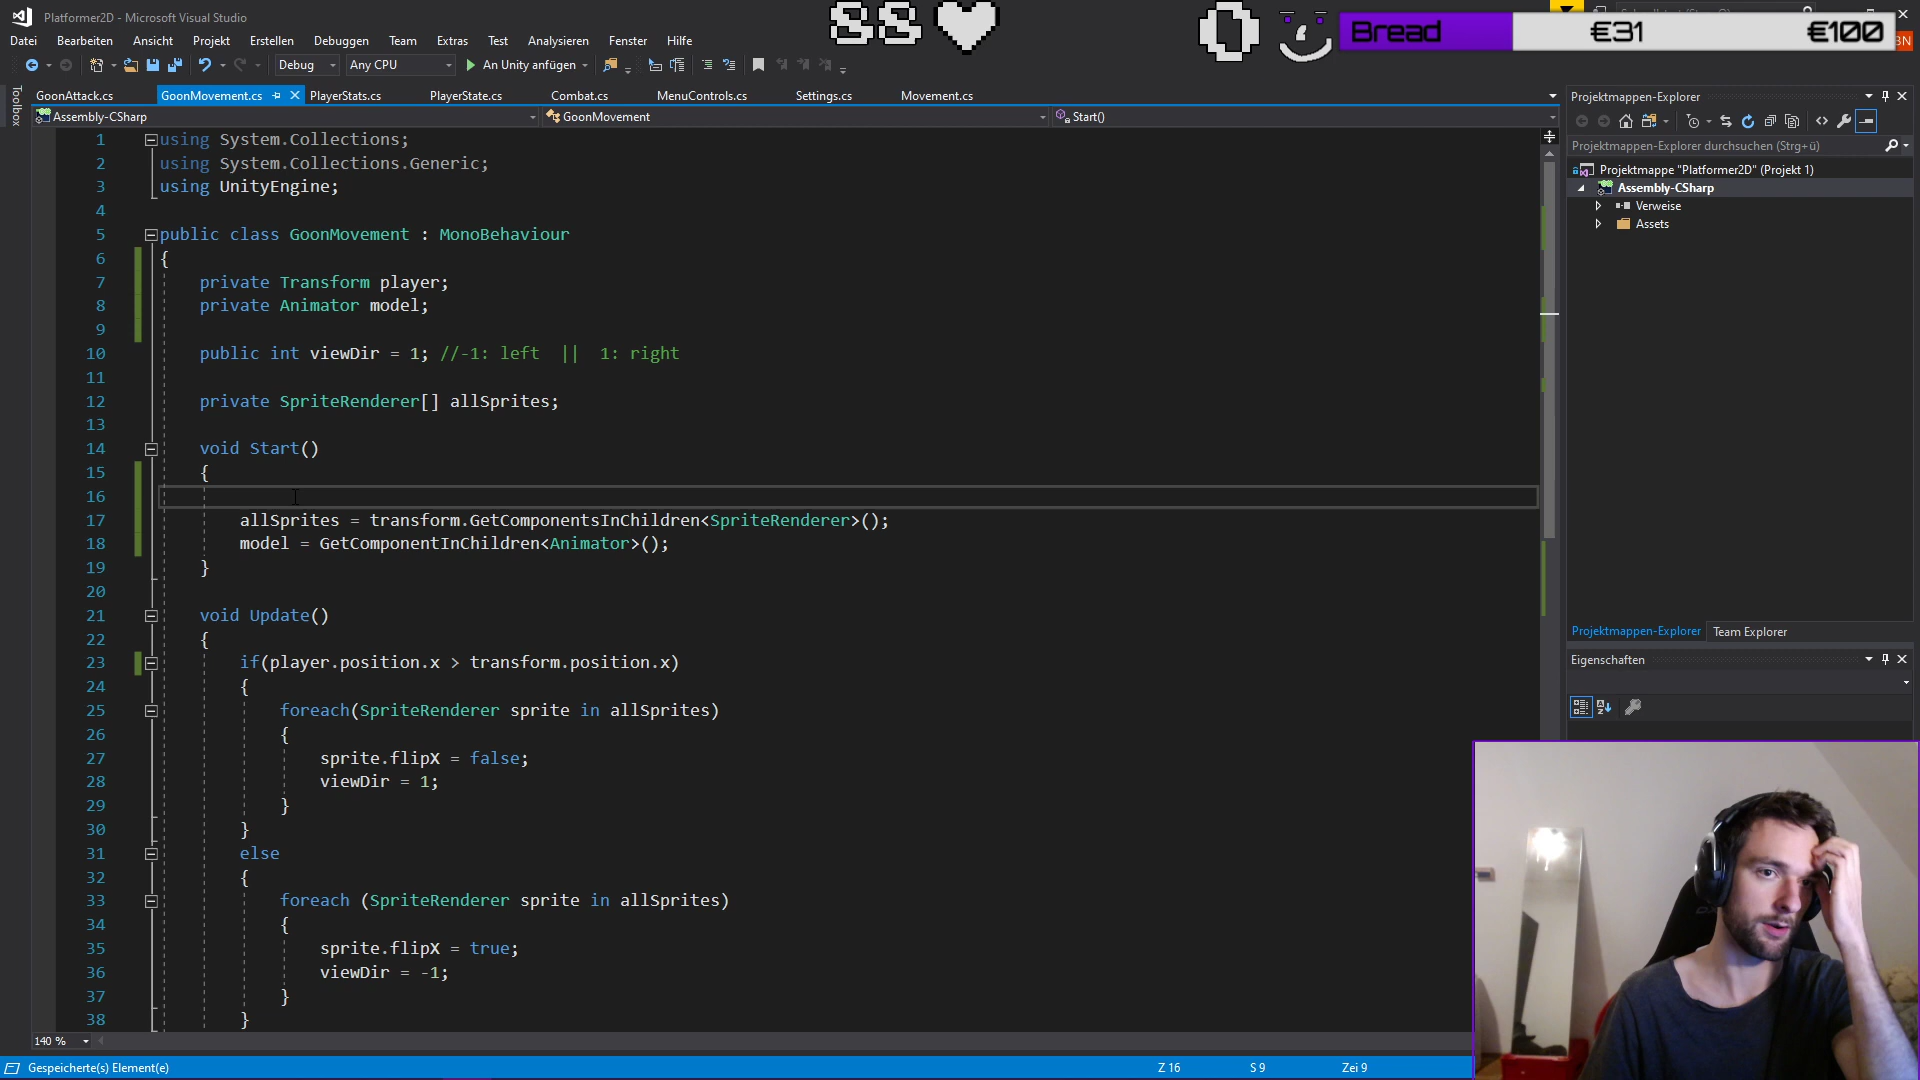 Platformer2D - Microsoft Visual Studio
Datei Bearbeiten Ansicht Projekt Erstellen Debuggen Team Extras Test Analysieren Fenster Hilfe
88
0
Bread €31 €100
Debug Any CPU An Unity anfügen
Toolbox
GoonAttack.cs GoonMovement.cs PlayerStats.cs PlayerState.cs Combat.cs MenuControls.cs Settings.cs Movement.cs
Assembly-CSharp GoonMovement Start()
1 using System.Collections;
2 using System.Collections.Generic;
3 using UnityEngine;
4
5 public class GoonMovement : MonoBehaviour
6 {
7 private Transform player;
8 private Animator model;
9
10 public int viewDir = 1; //-1: left || 1: right
11
12 private SpriteRenderer[] allSprites;
13
14 void Start()
15 {
16
17 allSprites = transform.GetComponentsInChildren<SpriteRenderer>();
18 model = GetComponentInChildren<Animator>();
19 }
20
21 void Update()
22 {
23 if(player.position.x > transform.position.x)
24 {
25 foreach(SpriteRenderer sprite in allSprites)
26 {
27 sprite.flipX = false;
28 viewDir = 1;
29 }
30 }
31 else
32 {
33 foreach (SpriteRenderer sprite in allSprites)
34 {
35 sprite.flipX = true;
36 viewDir = -1;
37 }
38 }
140 %
Gespeicherte(s) Element(e) Z 16 S 9 Zei 9
Projektmappen-Explorer
Projektmappen-Explorer durchsuchen (Strg+ü)
Projektmappe "Platformer2D" (Projekt 1)
Assembly-CSharp
Verweise
Assets
Projektmappen-Explorer Team Explorer
Eigenschaften